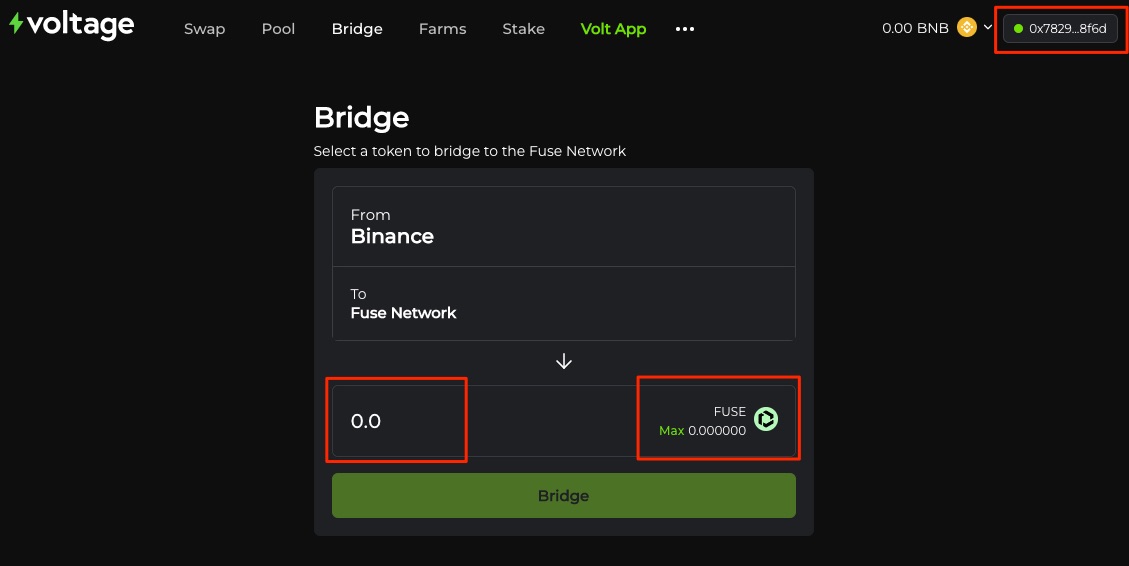 voltage Swap Pool Bridge Farms Stake Volt App ••• 0.00 BNB 0x7829...8f6d
Bridge
Select a token to bridge to the Fuse Network
From
Binance
To
Fuse Network
0.0
FUSE
Max 0.000000
Bridge